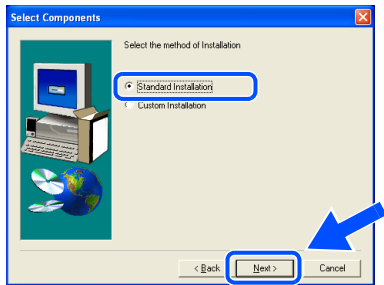 Select Components
Select the method of Installation
Standard Installation
Custom Installation
< Back
Next >
Cancel